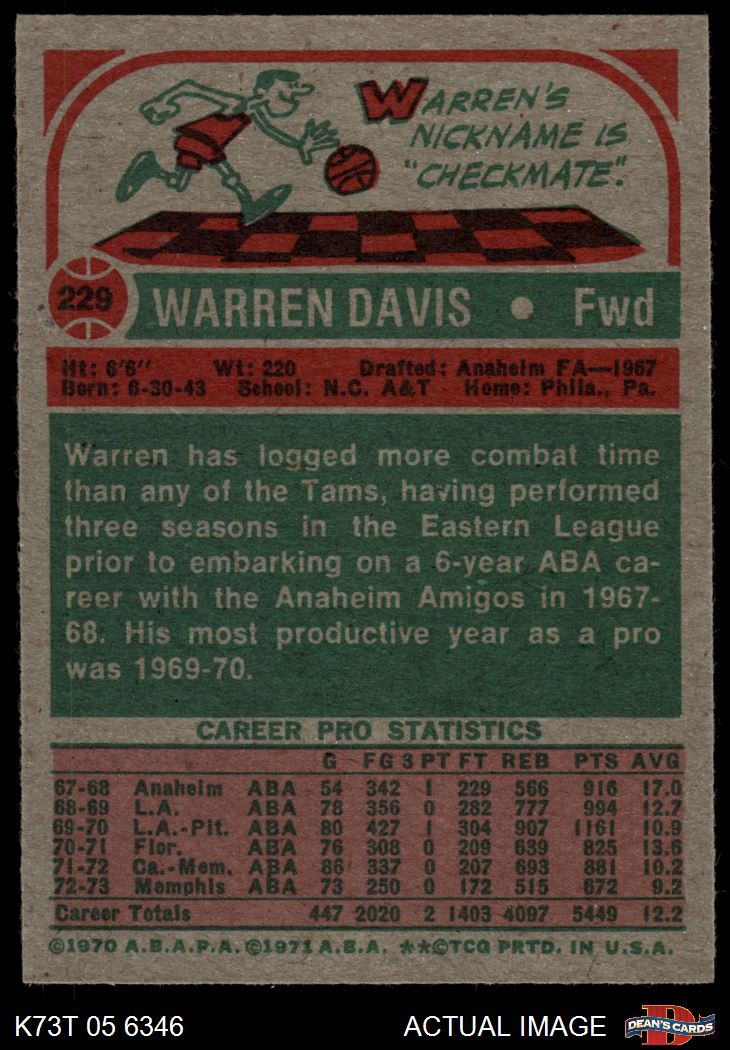 WARREN'S
NICKNAME IS
"CHECKMATE".
229 WARREN DAVIS • Fwd
Ht: 6'6" Wt: 220 Drafted: Anaheim FA—1967
Born: 6-30-43 School: N.C. A&T Home: Phila., Pa.
Warren has logged more combat time
than any of the Tams, having performed
three seasons in the Eastern League
prior to embarking on a 6-year ABA ca-
reer with the Anaheim Amigos in 1967-
68. His most productive year as a pro
was 1969-70.
CAREER PRO STATISTICS
G FG 3 PT FT REB PTS AVG
67-68 Anaheim ABA 54 342 1 229 566 916 17.0
68-69 L.A. ABA 78 356 0 282 777 994 12.7
69-70 L.A.-Pit. ABA 80 427 1 304 907 1161 10.9
70-71 Flor. ABA 76 308 0 209 639 825 13.6
71-72 Ca.-Mem. ABA 86 337 0 207 693 881 10.2
72-73 Memphis ABA 73 250 0 172 515 672 9.2
Career Totals 447 2020 2 1403 4097 5449 12.2
©1970 A.B.A.P.A. ©1971 A.B.A. **©TCG PRTD. IN U.S.A.
K73T 05 6346 ACTUAL IMAGE D DEAN'S CARDS